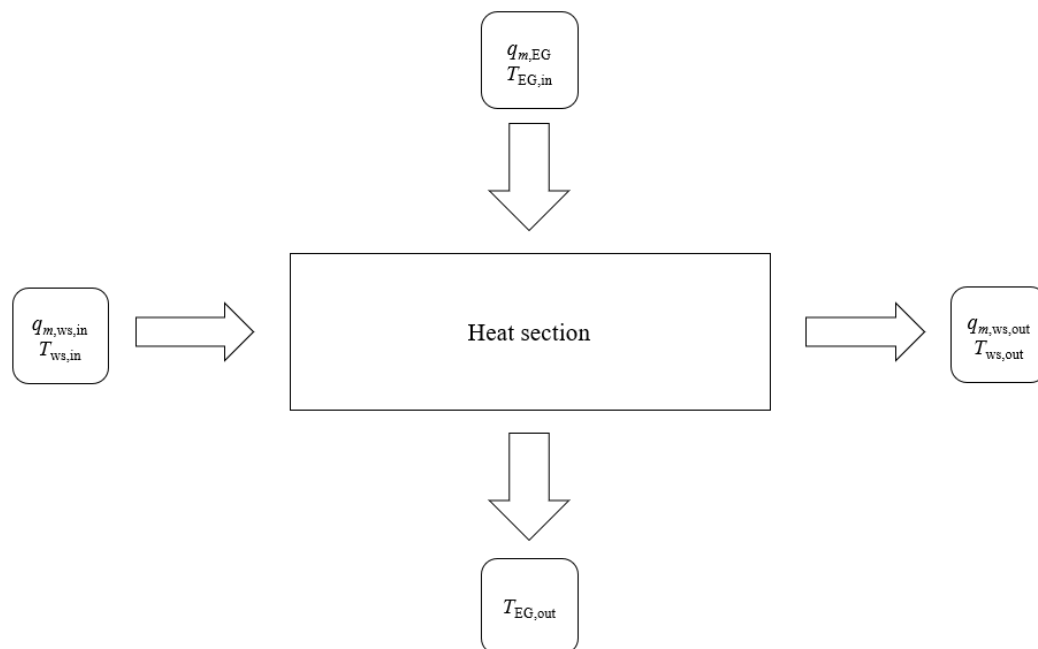 q_{m,EG}
T_{EG,in}
q_{m,ws,in}
T_{ws,in}
Heat section
q_{m,ws,out}
T_{ws,out}
T_{EG,out}